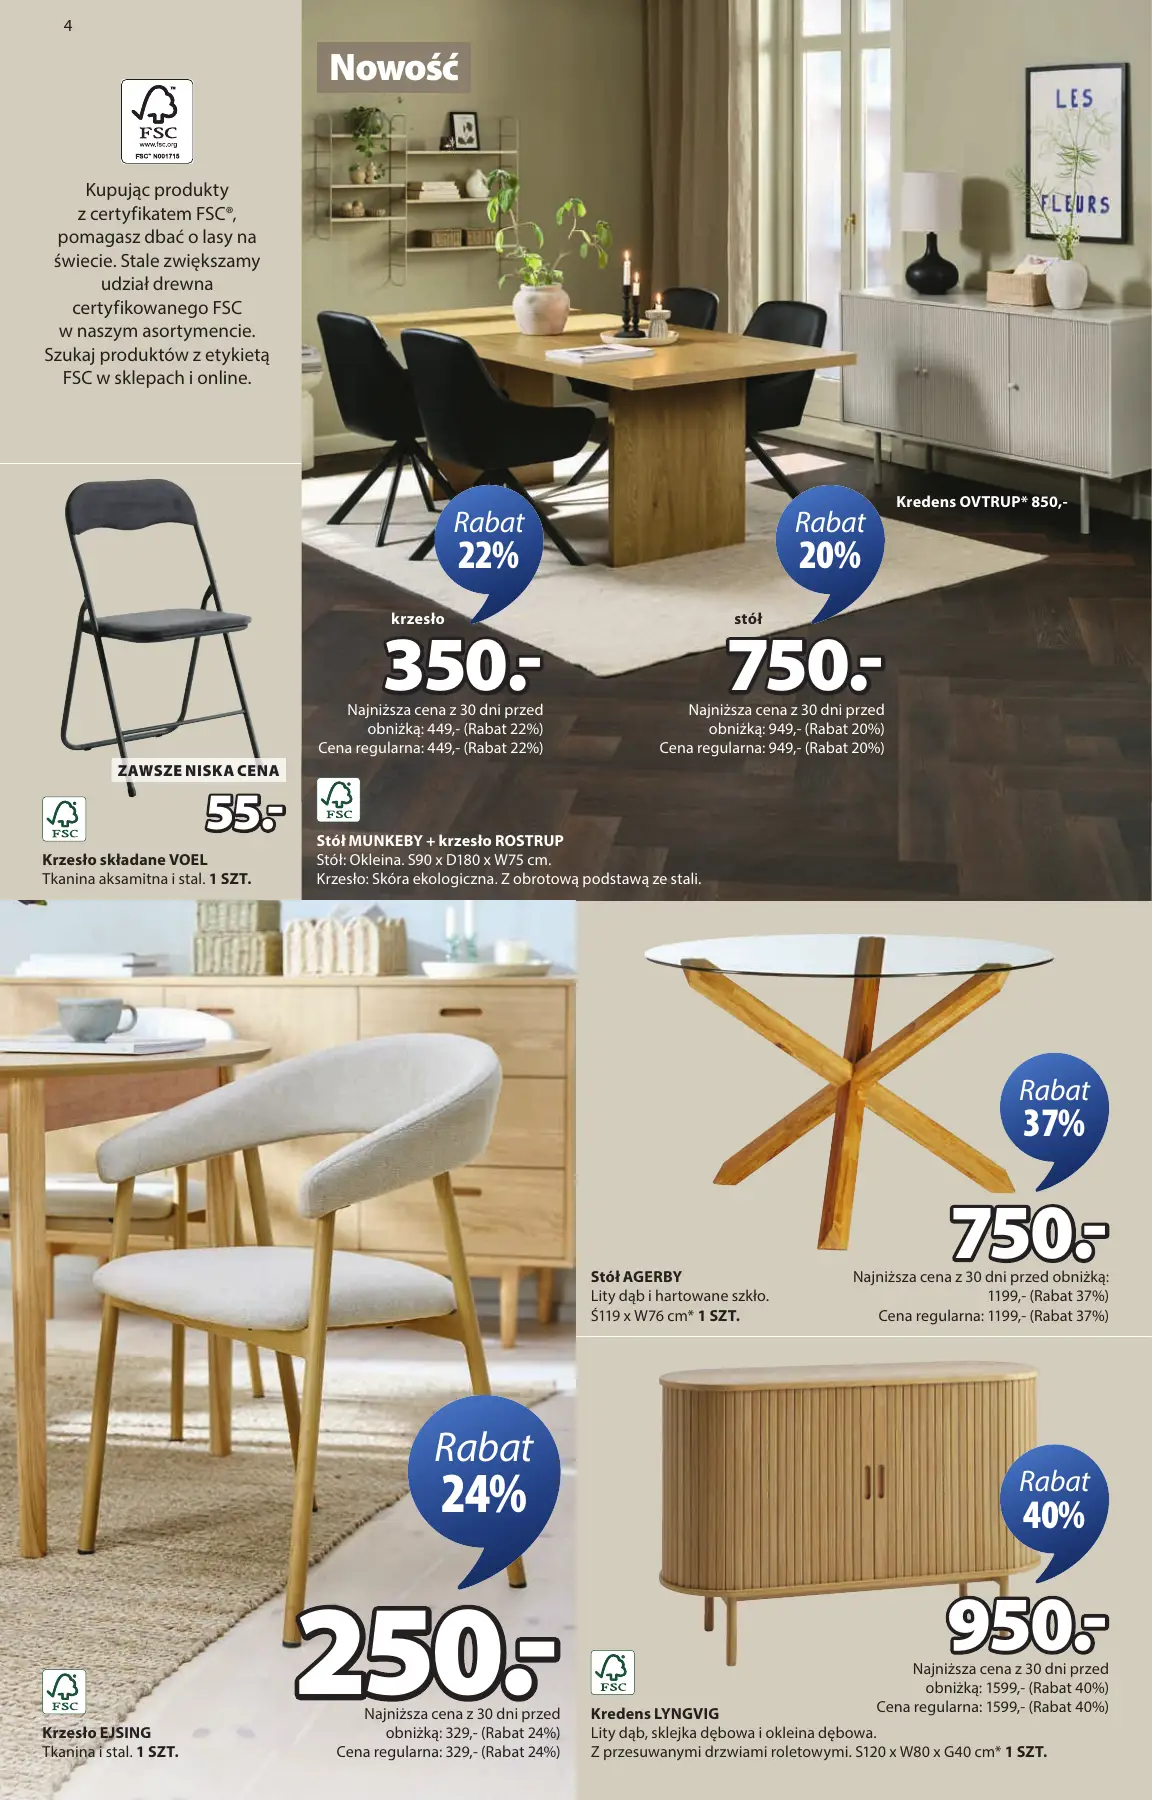 4
FSC
www.fsc.org
FSC™ N001715
Kupując produkty
z certyfikatem FSC®,
pomagasz dbać o lasy na
świecie. Stale zwiększamy
udział drewna
certyfikowanego FSC
w naszym asortymencie.
Szukaj produktów z etykietą
FSC w sklepach i online.
Nowość
LES
FLEURS
Kredens OVTRUP* 850,-
Rabat
22%
krzesło
350.-
Najniższa cena z 30 dni przed
obniżką: 449,- (Rabat 22%)
Cena regularna: 449,- (Rabat 22%)
Rabat
20%
stół
750.-
Najniższa cena z 30 dni przed
obniżką: 949,- (Rabat 20%)
Cena regularna: 949,- (Rabat 20%)
FSC
Stół MUNKEBY + krzesło ROSTRUP
Stół: Okleina. S90 x D180 x W75 cm.
Krzesło: Skóra ekologiczna. Z obrotową podstawą ze stali.
ZAWSZE NISKA CENA
55.-
FSC
Krzesło składane VOEL
Tkanina aksamitna i stal. 1 SZT.
Rabat
24%
250.-
Najniższa cena z 30 dni przed
obniżką: 329,- (Rabat 24%)
Cena regularna: 329,- (Rabat 24%)
FSC
Krzesło EJSING
Tkanina i stal. 1 SZT.
Rabat
37%
750.-
Stół AGERBY
Lity dąb i hartowane szkło.
Ś119 x W76 cm* 1 SZT.
Najniższa cena z 30 dni przed obniżką:
1199,- (Rabat 37%)
Cena regularna: 1199,- (Rabat 37%)
Rabat
40%
950.-
Najniższa cena z 30 dni przed
obniżką: 1599,- (Rabat 40%)
Cena regularna: 1599,- (Rabat 40%)
FSC
Kredens LYNGVIG
Lity dąb, sklejka dębowa i okleina dębowa.
Z przesuwanymi drzwiami roletowymi. S120 x W80 x G40 cm* 1 SZT.